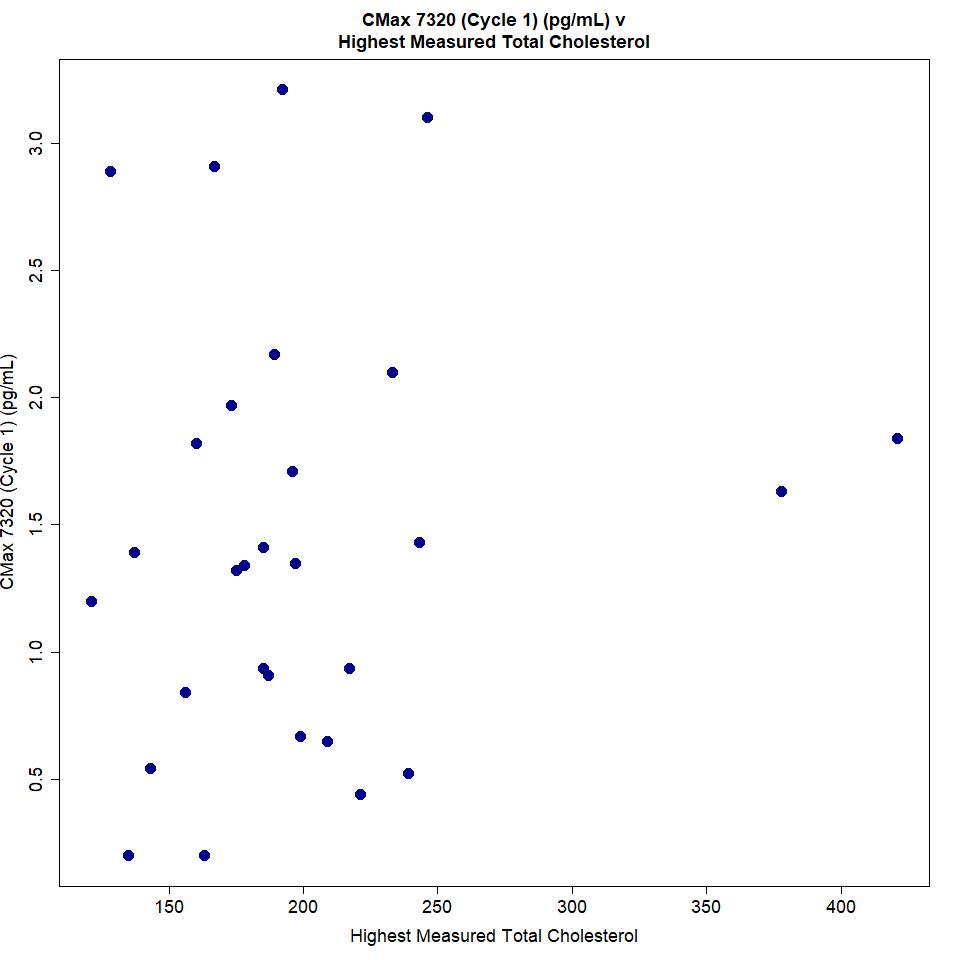 CMax 7320 (Cycle 1) (pg/mL) v
Highest Measured Total Cholesterol
CMax 7320 (Cycle 1) (pg/mL)
3.0
2.5
2.0
1.5
1.0
0.5
150 200 250 300 350 400
Highest Measured Total Cholesterol